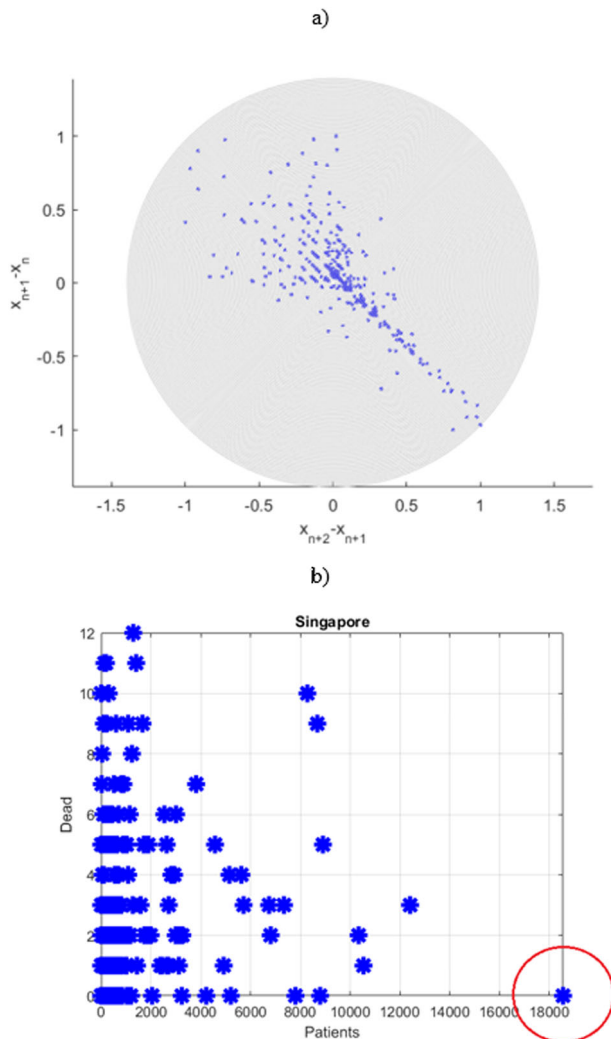 a)
1
0.5
0
-0.5
-1
x_{n+1}-x_n
-1.5 -1 -0.5 0 0.5 1 1.5
x_{n+2}-x_{n+1}
b)
Singapore
12
10
8
6
4
2
0
Dead
0 2000 4000 6000 8000 10000 12000 14000 16000 18000
Patients